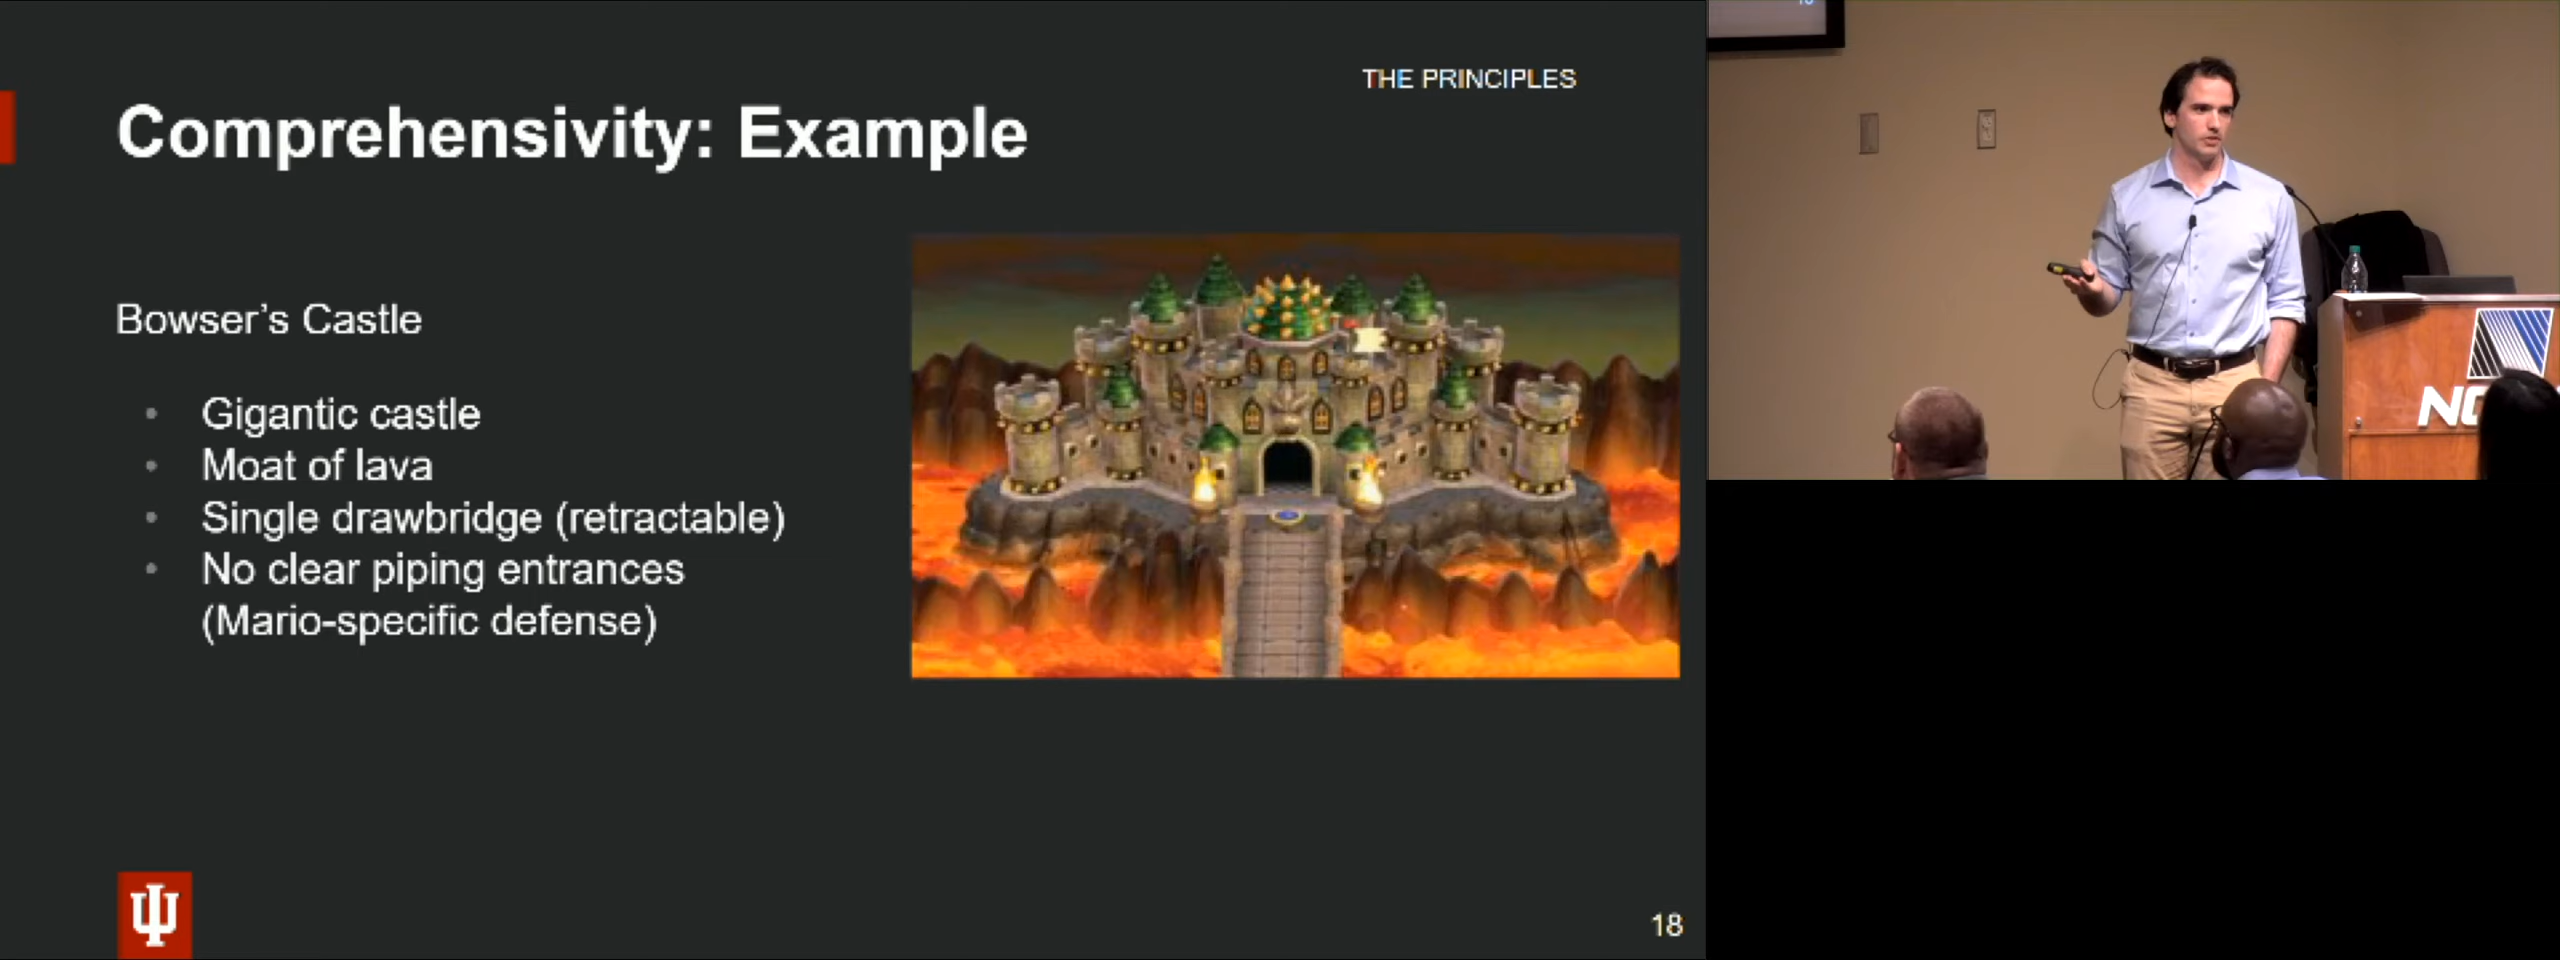 THE PRINCIPLES
Comprehensivity: Example
Bowser's Castle
• Gigantic castle
• Moat of lava
• Single drawbridge (retractable)
• No clear piping entrances
(Mario-specific defense)
18